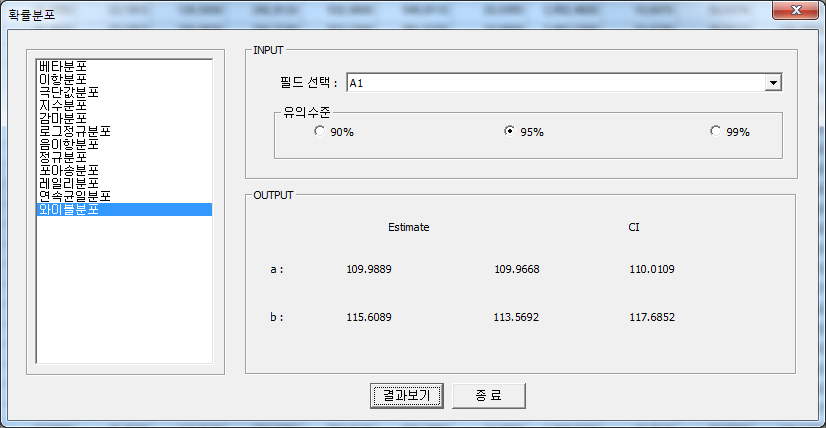 확률분포
베타분포
이항분포
극단값분포
지수분포
감마분포
로그정규분포
음이항분포
정규분포
포아송분포
레일리분포
연속균일분포
와이블분포
INPUT
필드 선택 : A1
유의수준
90% 95% 99%
OUTPUT
Estimate CI
a : 109.9889 109.9668 110.0109
b : 115.6089 113.5692 117.6852
결과보기 종 료